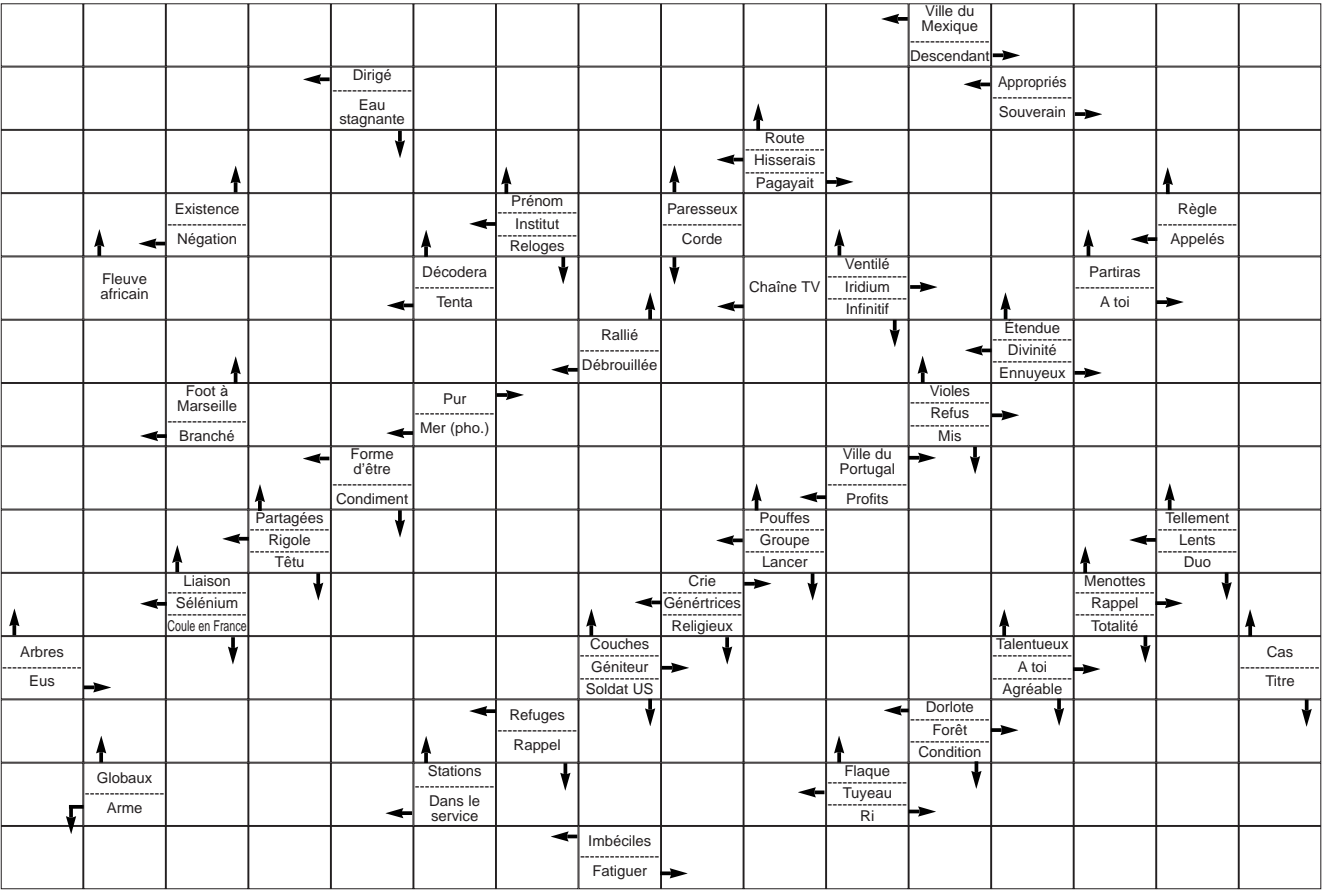 Ville du
Mexique
Descendant
Dirigé
Eau
stagnante
Appropriés
Souverain
Route
Hisserais
Pagayait
Existence
Négation
Prénom
Institut
Reloges
Paresseux
Corde
Règle
Appelés
Fleuve
africain
Décodera
Tenta
Chaîne TV
Ventilé
Iridium
Infinitif
Partiras
A toi
Rallié
Débrouillée
Etendue
Divinité
Ennuyeux
Foot à
Marseille
Branché
Pur
Mer (pho.)
Violes
Refus
Mis
Forme
d'être
Condiment
Ville du
Portugal
Profits
Partagées
Rigole
Têtu
Pouffes
Groupe
Lancer
Tellement
Lents
Duo
Liaison
Sélénium
Coule en France
Crie
Génértrices
Religieux
Menottes
Rappel
Totalité
Arbres
Eus
Couches
Géniteur
Soldat US
Talentueux
A toi
Agréable
Cas
Titre
Refuges
Rappel
Dorlote
Forêt
Condition
Globaux
Arme
Stations
Dans le
service
Flaque
Tuyeau
Ri
Imbéciles
Fatiguer